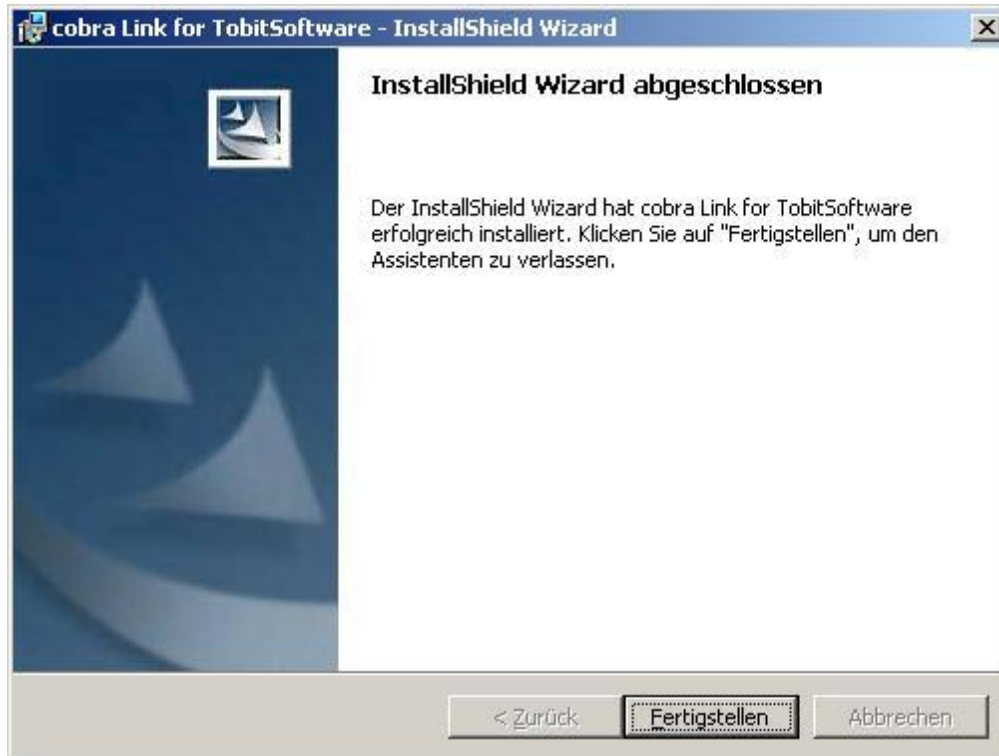 cobra Link for TobitSoftware - InstallShield Wizard
InstallShield Wizard abgeschlossen
Der InstallShield Wizard hat cobra Link for TobitSoftware
erfolgreich installiert. Klicken Sie auf "Fertigstellen", um den
Assistenten zu verlassen.
< Zurück
Fertigstellen
Abbrechen